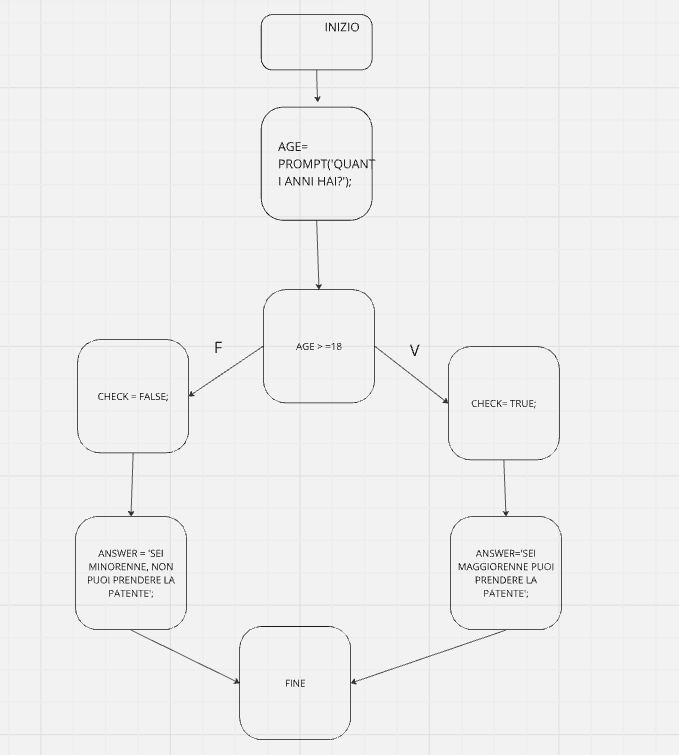 INIZIO
AGE=
PROMPT('QUANT
I ANNI HAI?');
AGE > =18
F
V
CHECK = FALSE;
CHECK= TRUE;
ANSWER = 'SEI
MINORENNE, NON
PUOI PRENDERE LA
PATENTE';
ANSWER='SEI
MAGGIORENNE PUOI
PRENDERE LA
PATENTE';
FINE